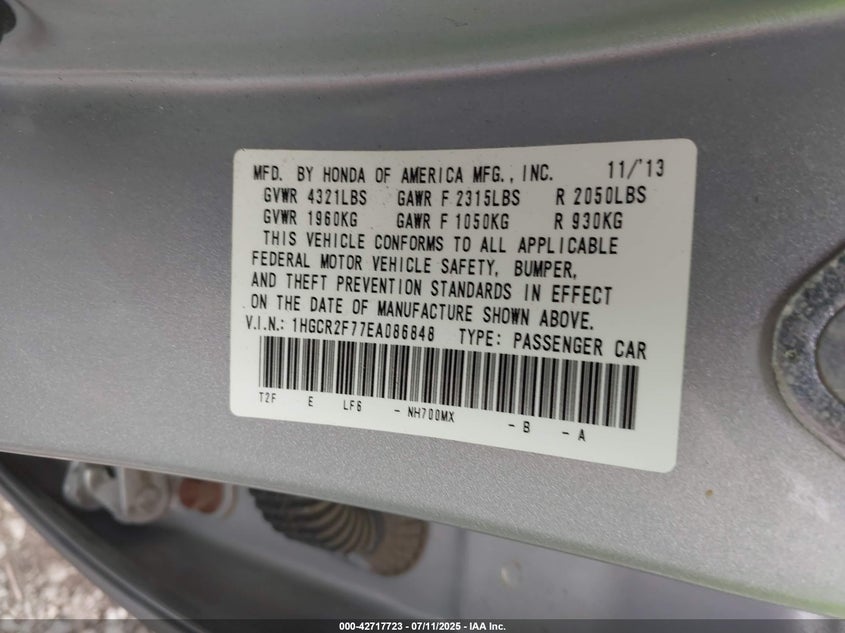 MFD. BY HONDA OF AMERICA MFG., INC. 11/'13
GVWR 4321LBS GAWR F 2315LBS R 2050LBS
GVWR 1960KG GAWR F 1050KG R 930KG
THIS VEHICLE CONFORMS TO ALL APPLICABLE
FEDERAL MOTOR VEHICLE SAFETY, BUMPER,
AND THEFT PREVENTION STANDARDS IN EFFECT
ON THE DATE OF MANUFACTURE SHOWN ABOVE.
V.I.N.: 1HGCR2F77EA086848 TYPE: PASSENGER CAR
T2F E LF6 - NH700MX - B - A
000-42717723 - 07/11/2025 - IAA Inc.